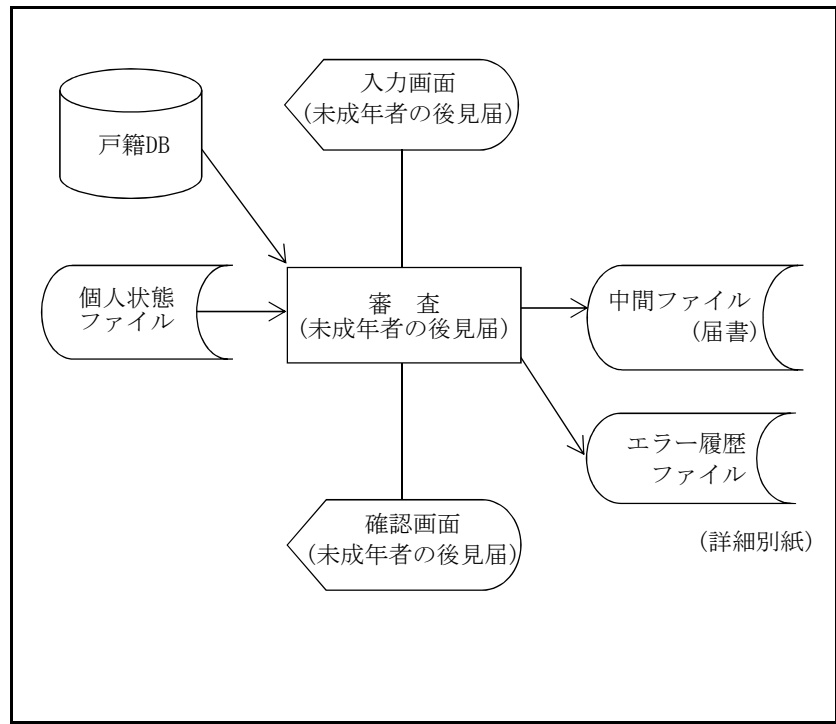 入力画面
(未成年者の後見届)
戸籍DB
個人状態
ファイル
審　査
(未成年者の後見届)
中間ファイル
(届書)
エラー履歴
ファイル
確認画面
(未成年者の後見届)
(詳細別紙)